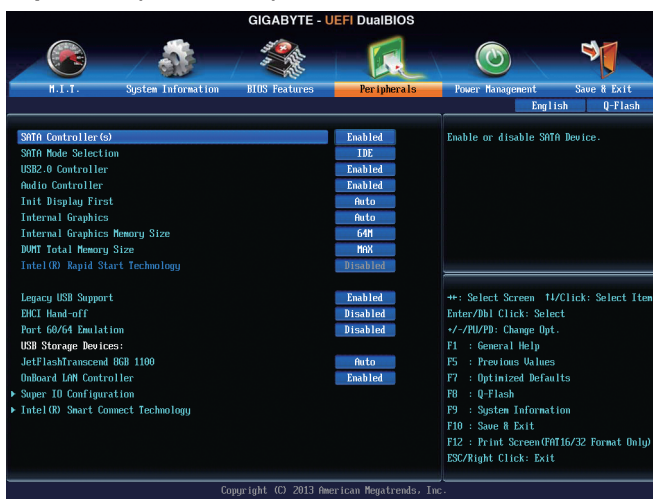 GIGABYTE - UEFI DualBIOS
M.I.T. System Information BIOS Features Peripherals Power Management Save & Exit
English Q-Flash
SATA Controller(s) Enabled
SATA Mode Selection IDE
USB2.0 Controller Enabled
Audio Controller Enabled
Init Display First Auto
Internal Graphics Auto
Internal Graphics Memory Size 64M
DVMT Total Memory Size MAX
Intel(R) Rapid Start Technology Disabled
Legacy USB Support Enabled
EHCI Hand-off Disabled
Port 60/64 Emulation Disabled
USB Storage Devices:
JetFlashTranscend 8GB 1100 Auto
OnBoard LAN Controller Enabled
Super IO Configuration
Intel(R) Smart Connect Technology
Enable or disable SATA Device.
→←: Select Screen ↑↓/Click: Select Item
Enter/Dbl Click: Select
+/-/PU/PD: Change Opt.
F1 : General Help
F5 : Previous Values
F7 : Optimized Defaults
F8 : Q-Flash
F9 : System Information
F10 : Save & Exit
F12 : Print Screen(FAT16/32 Format Only)
ESC/Right Click: Exit
Copyright (C) 2013 American Megatrends, Inc.